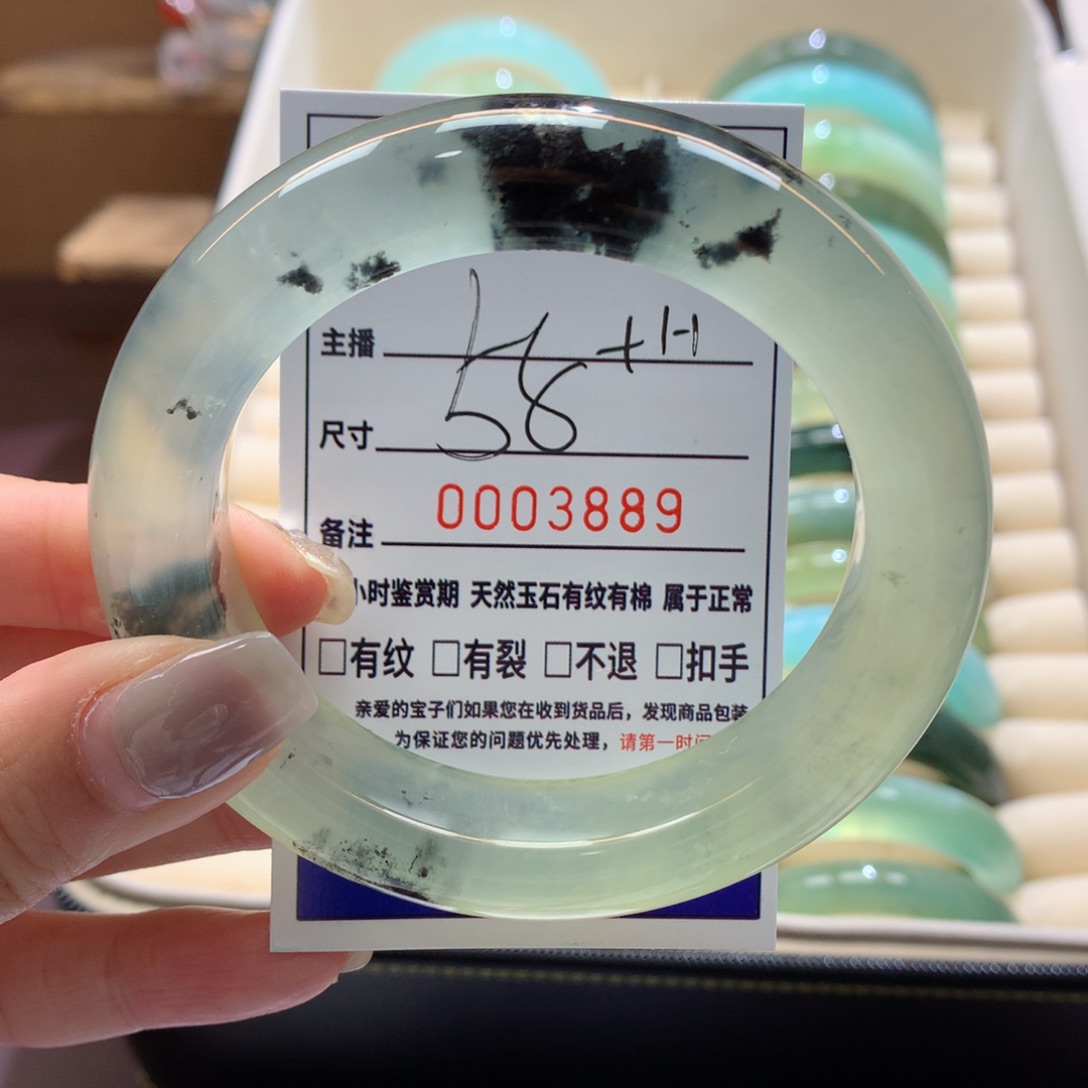 主播
尺寸 58
备注 0003889
小时鉴赏期 天然玉石有纹有棉 属于正常
□有纹 □有裂 □不退 □扣手
亲爱的宝子们如果您在收到货品后，发现商品包装
为保证您的问题优先处理，请第一时间